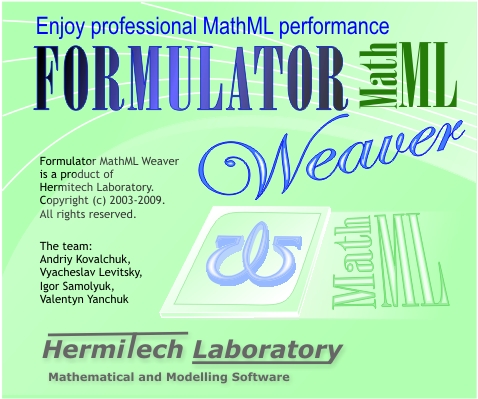 Enjoy professional MathML performance
FORMULATOR MathML
Weaver
Formulator MathML Weaver
is a product of
Hermitech Laboratory.
Copyright (c) 2003-2009.
All rights reserved.
The team:
Andriy Kovalchuk,
Vyacheslav Levitsky,
Igor Samolyuk,
Valentyn Yanchuk
MathML
HermiTech Laboratory
Mathematical and Modelling Software